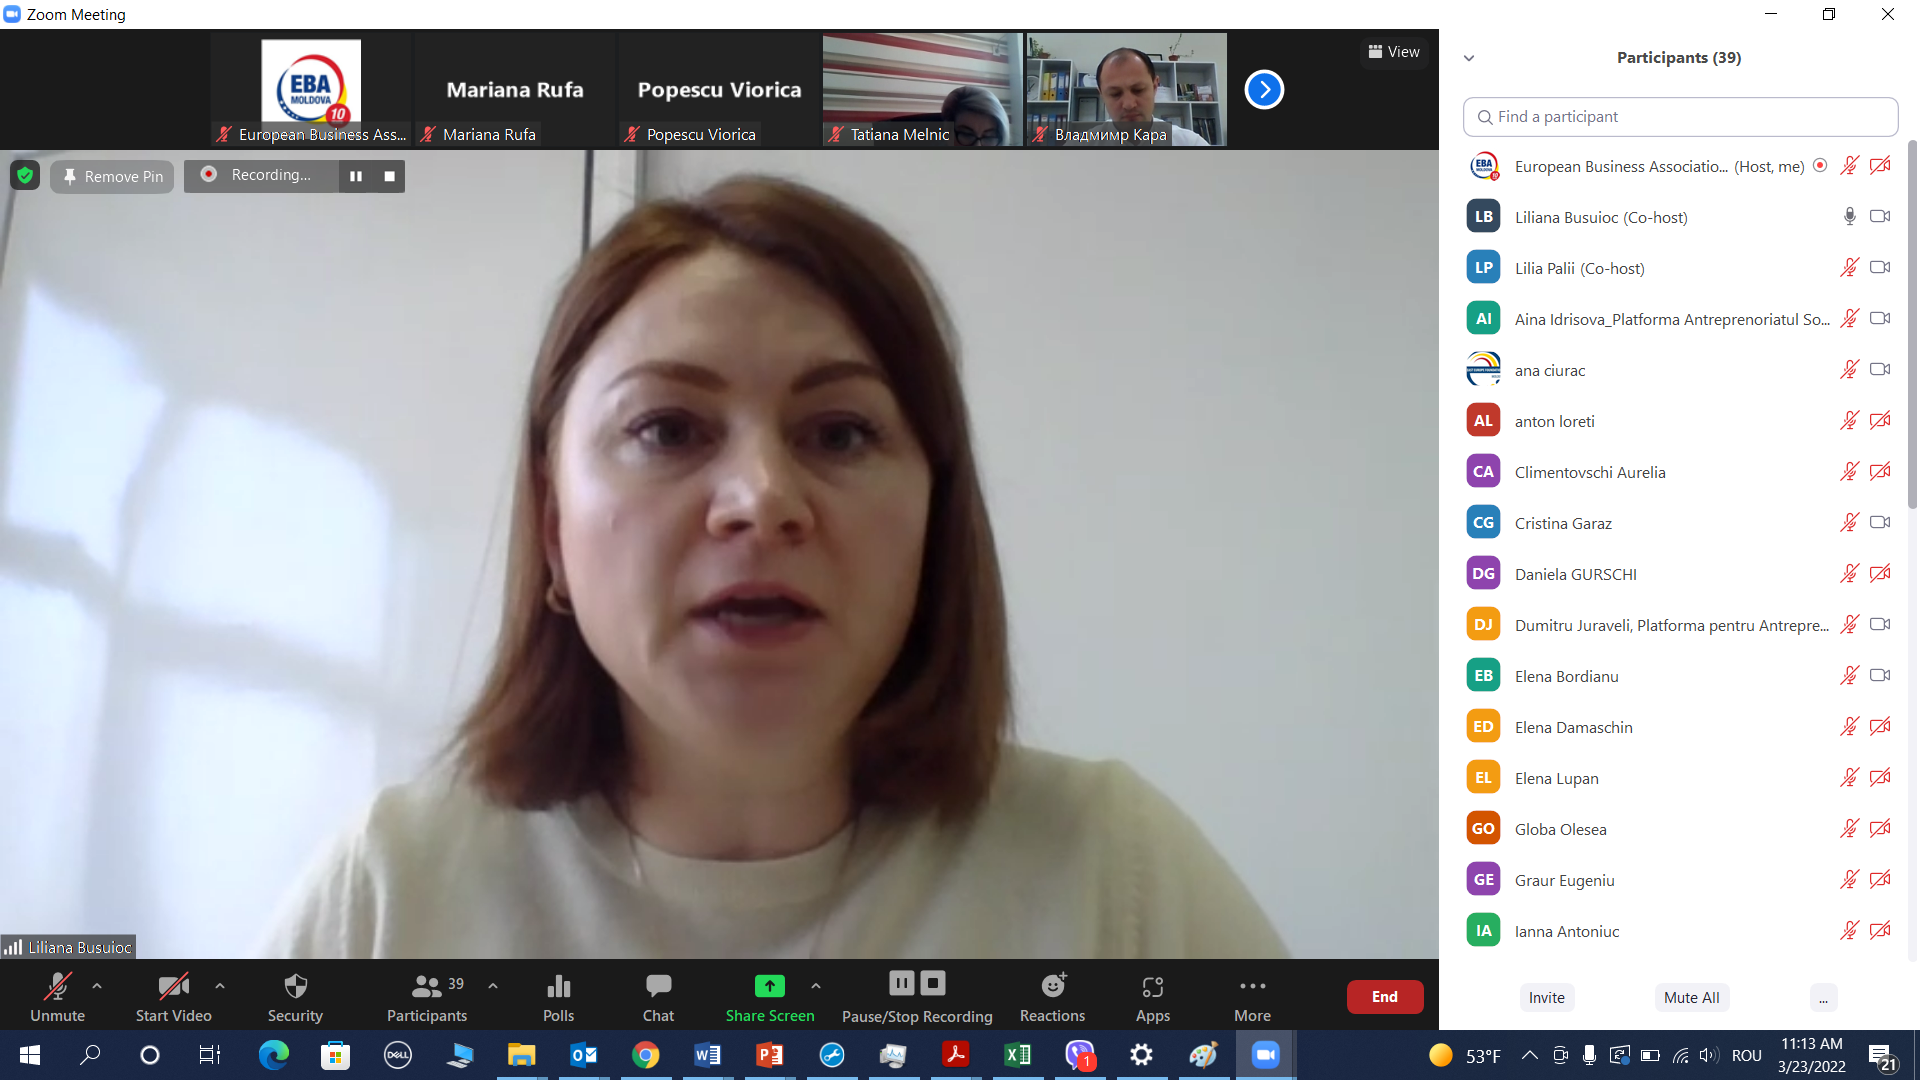 Zoom Meeting
EBA
MOLDOVA
10
Mariana Rufa
Popescu Viorica
View
European Business Ass...
Mariana Rufa
Popescu Viorica
Tatiana Melnic
Владмимр Кара
Remove Pin
Recording...
Liliana Busuioc
Participants (39)
Find a participant
European Business Associatio... (Host, me)
LB Liliana Busuioc (Co-host)
LP Lilia Palii (Co-host)
AI Aina Idrisova_Platforma Antreprenoriatul So...
ana ciurac
AL anton loreti
CA Climentovschi Aurelia
CG Cristina Garaz
DG Daniela GURSCHI
DJ Dumitru Juraveli, Platforma pentru Antrepre...
EB Elena Bordianu
ED Elena Damaschin
EL Elena Lupan
GO Globa Olesea
GE Graur Eugeniu
IA Ianna Antoniuc
Invite
Mute All
...
Unmute
Start Video
Security
39
Participants
Polls
Chat
Share Screen
Pause/Stop Recording
Reactions
Apps
More
End
DELL
1
53°F
ROU
11:13 AM
3/23/2022
21